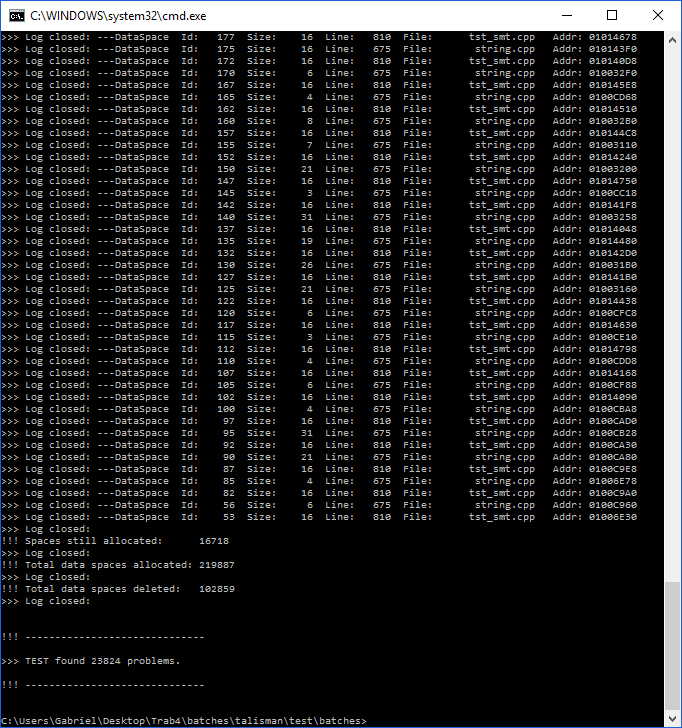 C:\WINDOWS\system32\cmd.exe
>>> Log closed: ---DataSpace  Id:   177  Size:    16  Line:   810  File:      tst_smt.cpp   Addr: 01014678
>>> Log closed: ---DataSpace  Id:   175  Size:    16  Line:   675  File:       string.cpp   Addr: 010143F0
>>> Log closed: ---DataSpace  Id:   172  Size:    16  Line:   810  File:      tst_smt.cpp   Addr: 010140D8
>>> Log closed: ---DataSpace  Id:   170  Size:     6  Line:   675  File:       string.cpp   Addr: 010032F0
>>> Log closed: ---DataSpace  Id:   167  Size:    16  Line:   810  File:      tst_smt.cpp   Addr: 010145E8
>>> Log closed: ---DataSpace  Id:   165  Size:     4  Line:   675  File:       string.cpp   Addr: 0100CD68
>>> Log closed: ---DataSpace  Id:   162  Size:    16  Line:   810  File:      tst_smt.cpp   Addr: 01014510
>>> Log closed: ---DataSpace  Id:   160  Size:     8  Line:   675  File:       string.cpp   Addr: 010032B0
>>> Log closed: ---DataSpace  Id:   157  Size:    16  Line:   810  File:      tst_smt.cpp   Addr: 010144C8
>>> Log closed: ---DataSpace  Id:   155  Size:     7  Line:   675  File:       string.cpp   Addr: 01003110
>>> Log closed: ---DataSpace  Id:   152  Size:    16  Line:   810  File:      tst_smt.cpp   Addr: 01014240
>>> Log closed: ---DataSpace  Id:   150  Size:    21  Line:   675  File:       string.cpp   Addr: 01003200
>>> Log closed: ---DataSpace  Id:   147  Size:    16  Line:   810  File:      tst_smt.cpp   Addr: 01014750
>>> Log closed: ---DataSpace  Id:   145  Size:     3  Line:   675  File:       string.cpp   Addr: 0100CC18
>>> Log closed: ---DataSpace  Id:   142  Size:    16  Line:   810  File:      tst_smt.cpp   Addr: 010141F8
>>> Log closed: ---DataSpace  Id:   140  Size:    31  Line:   675  File:       string.cpp   Addr: 01003258
>>> Log closed: ---DataSpace  Id:   137  Size:    16  Line:   810  File:      tst_smt.cpp   Addr: 01014048
>>> Log closed: ---DataSpace  Id:   135  Size:    19  Line:   675  File:       string.cpp   Addr: 01014480
>>> Log closed: ---DataSpace  Id:   132  Size:    16  Line:   810  File:      tst_smt.cpp   Addr: 010142D0
>>> Log closed: ---DataSpace  Id:   130  Size:    26  Line:   675  File:       string.cpp   Addr: 010031B0
>>> Log closed: ---DataSpace  Id:   127  Size:    16  Line:   810  File:      tst_smt.cpp   Addr: 010141B0
>>> Log closed: ---DataSpace  Id:   125  Size:    21  Line:   675  File:       string.cpp   Addr: 01003160
>>> Log closed: ---DataSpace  Id:   122  Size:    16  Line:   810  File:      tst_smt.cpp   Addr: 01014438
>>> Log closed: ---DataSpace  Id:   120  Size:     6  Line:   675  File:       string.cpp   Addr: 0100CFC8
>>> Log closed: ---DataSpace  Id:   117  Size:    16  Line:   810  File:      tst_smt.cpp   Addr: 01014630
>>> Log closed: ---DataSpace  Id:   115  Size:     3  Line:   675  File:       string.cpp   Addr: 0100CE10
>>> Log closed: ---DataSpace  Id:   112  Size:    16  Line:   810  File:      tst_smt.cpp   Addr: 01014798
>>> Log closed: ---DataSpace  Id:   110  Size:     4  Line:   675  File:       string.cpp   Addr: 0100CDD8
>>> Log closed: ---DataSpace  Id:   107  Size:    16  Line:   810  File:      tst_smt.cpp   Addr: 01014168
>>> Log closed: ---DataSpace  Id:   105  Size:     6  Line:   675  File:       string.cpp   Addr: 0100CF88
>>> Log closed: ---DataSpace  Id:   102  Size:    16  Line:   810  File:      tst_smt.cpp   Addr: 01014090
>>> Log closed: ---DataSpace  Id:   100  Size:     4  Line:   675  File:       string.cpp   Addr: 0100CBA8
>>> Log closed: ---DataSpace  Id:    97  Size:    16  Line:   810  File:      tst_smt.cpp   Addr: 0100CAD0
>>> Log closed: ---DataSpace  Id:    95  Size:    31  Line:   675  File:       string.cpp   Addr: 0100CB28
>>> Log closed: ---DataSpace  Id:    92  Size:    16  Line:   810  File:      tst_smt.cpp   Addr: 0100CA30
>>> Log closed: ---DataSpace  Id:    90  Size:    21  Line:   675  File:       string.cpp   Addr: 0100CA80
>>> Log closed: ---DataSpace  Id:    87  Size:    16  Line:   810  File:      tst_smt.cpp   Addr: 0100C9E8
>>> Log closed: ---DataSpace  Id:    85  Size:     4  Line:   675  File:       string.cpp   Addr: 01006E78
>>> Log closed: ---DataSpace  Id:    82  Size:    16  Line:   810  File:      tst_smt.cpp   Addr: 0100C9A0
>>> Log closed: ---DataSpace  Id:    56  Size:     6  Line:   675  File:       string.cpp   Addr: 0100C960
>>> Log closed: ---DataSpace  Id:    53  Size:    16  Line:   810  File:      tst_smt.cpp   Addr: 01006E30
>>> Log closed:
!!! Spaces still allocated:      16718
>>> Log closed:
!!! Total data spaces allocated: 219887
>>> Log closed:
!!! Total data spaces deleted:   102859
>>> Log closed:
!!! ------------------------------
>>> TEST found 23824 problems.
!!! ------------------------------
C:\Users\Gabriel\Desktop\Trab4\batches\talisman\test\batches>